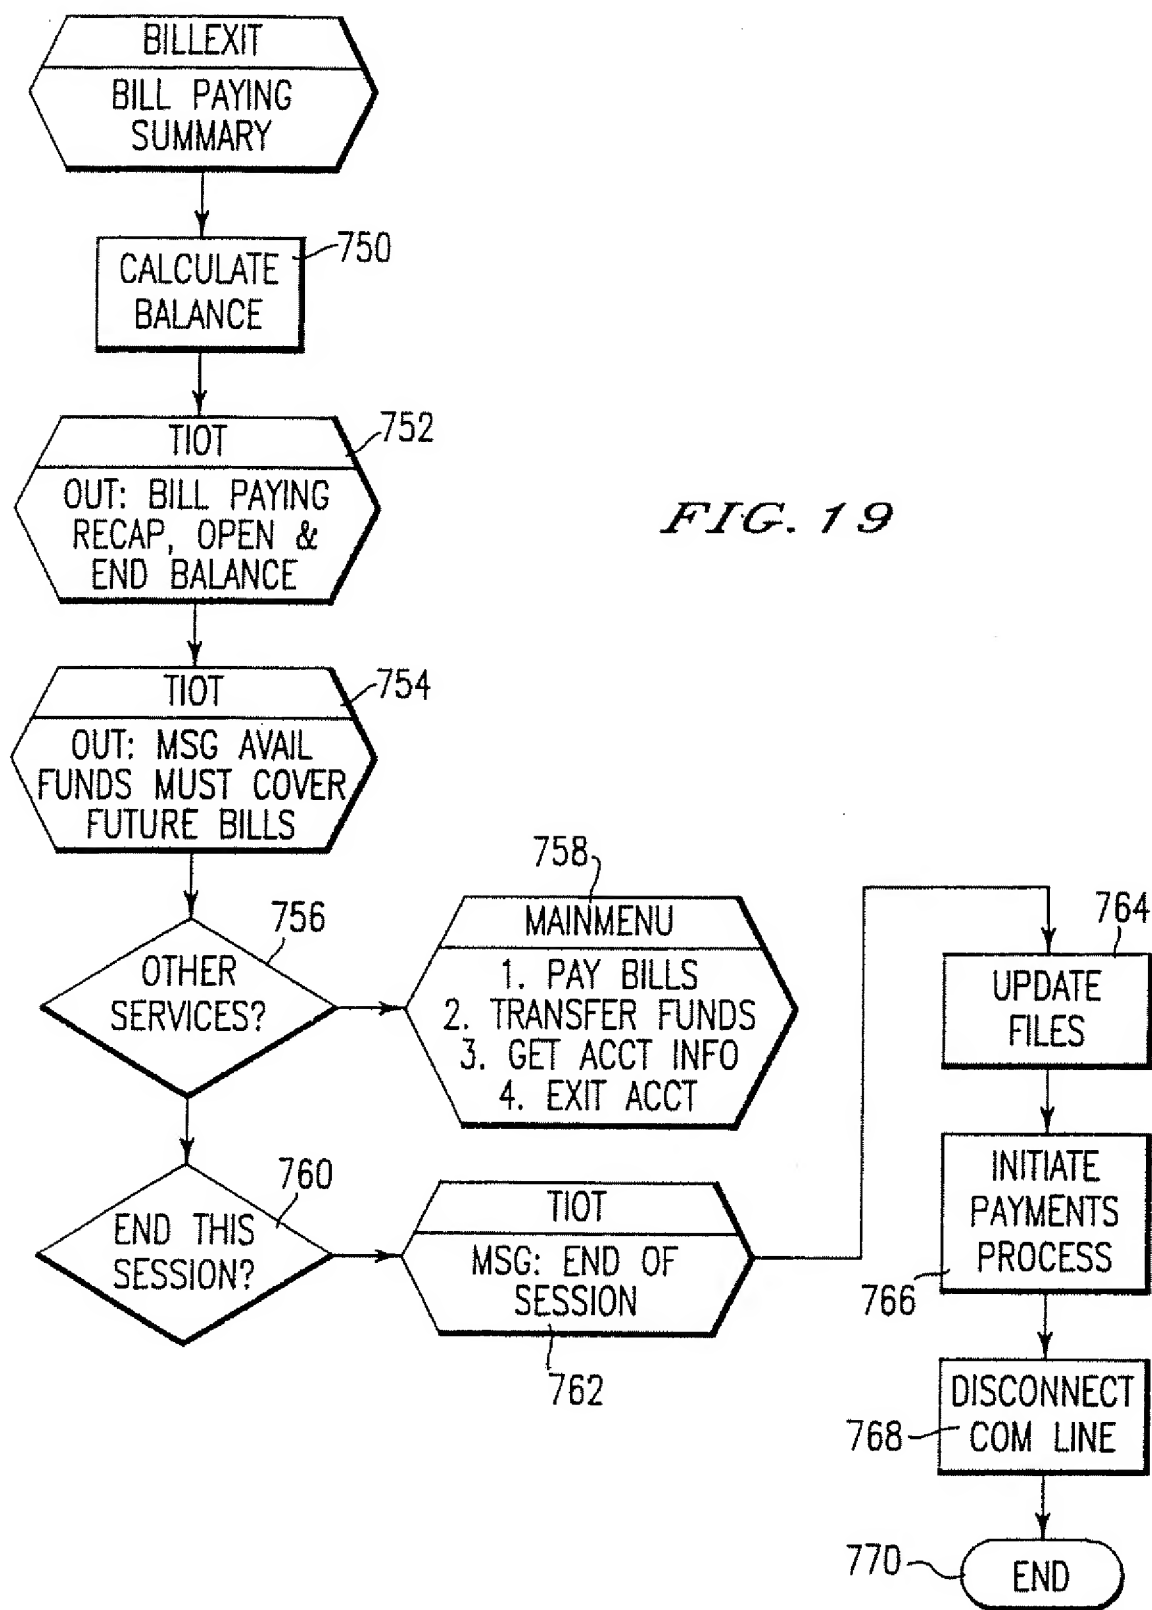 BILLEXIT
BILL PAYING
SUMMARY
750
CALCULATE
BALANCE
752
TIOT
OUT: BILL PAYING
RECAP, OPEN &
END BALANCE
FIG. 19
754
TIOT
OUT: MSG AVAIL
FUNDS MUST COVER
FUTURE BILLS
756
OTHER
SERVICES?
758
MAINMENU
1. PAY BILLS
2. TRANSFER FUNDS
3. GET ACCT INFO
4. EXIT ACCT
760
END THIS
SESSION?
TIOT
MSG: END OF
SESSION
762
764
UPDATE
FILES
INITIATE
PAYMENTS
PROCESS
766
DISCONNECT
COM LINE
768
770
END